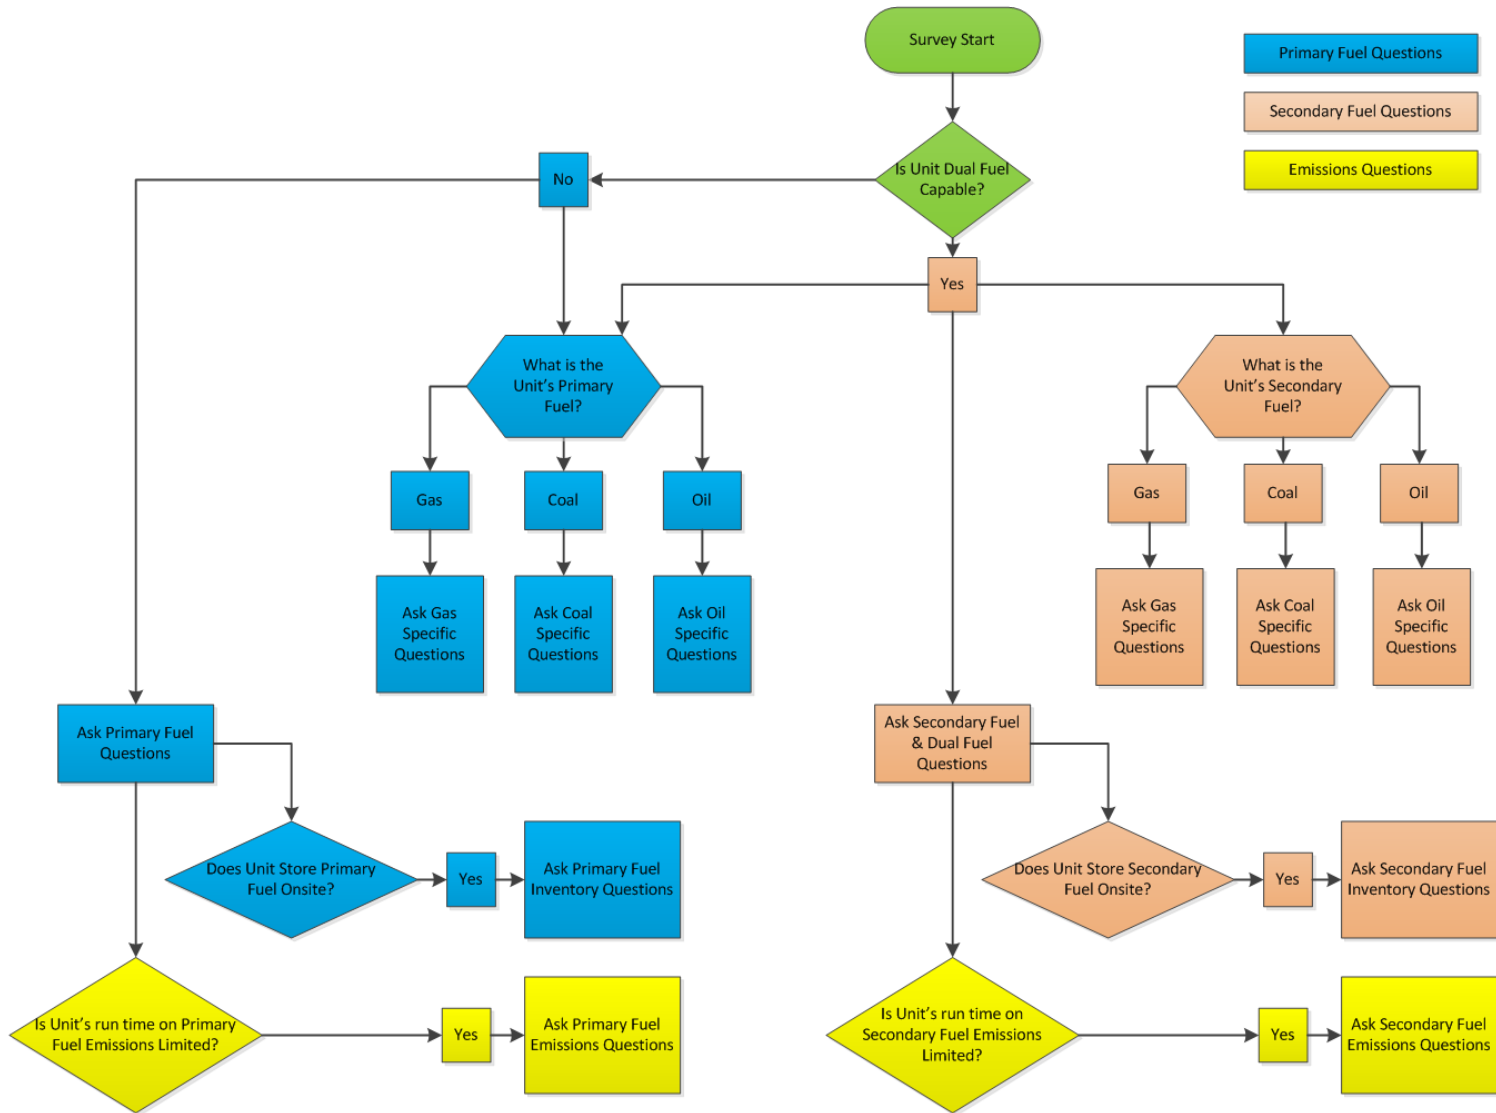 Survey Start
Primary Fuel Questions
Secondary Fuel Questions
Emissions Questions
Is Unit Dual Fuel
Capable?
No
Yes
What is the
Unit's Primary
Fuel?
What is the
Unit's Secondary
Fuel?
Gas
Coal
Oil
Gas
Coal
Oil
Ask Gas
Specific
Questions
Ask Coal
Specific
Questions
Ask Oil
Specific
Questions
Ask Gas
Specific
Questions
Ask Coal
Specific
Questions
Ask Oil
Specific
Questions
Ask Primary Fuel
Questions
Ask Secondary Fuel
& Dual Fuel
Questions
Does Unit Store Primary
Fuel Onsite?
Yes
Ask Primary Fuel
Inventory Questions
Does Unit Store Secondary
Fuel Onsite?
Yes
Ask Secondary Fuel
Inventory Questions
Is Unit's run time on Primary
Fuel Emissions Limited?
Yes
Ask Primary Fuel
Emissions Questions
Is Unit's run time on
Secondary Fuel Emissions
Limited?
Yes
Ask Secondary Fuel
Emissions Questions